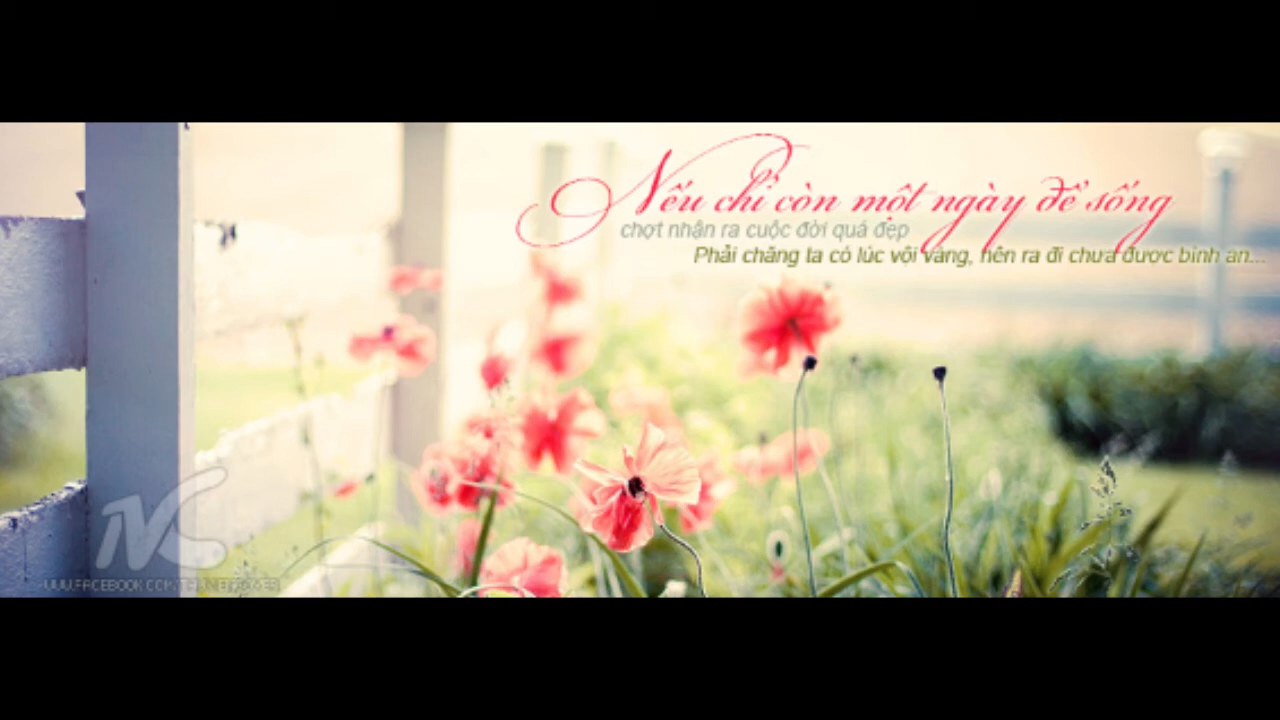 Nếu chỉ còn một ngày để sống
chợt nhận ra cuộc đời quá đẹp
Phải chăng ta có lúc vội vàng, nên ra đi chưa được bình an...